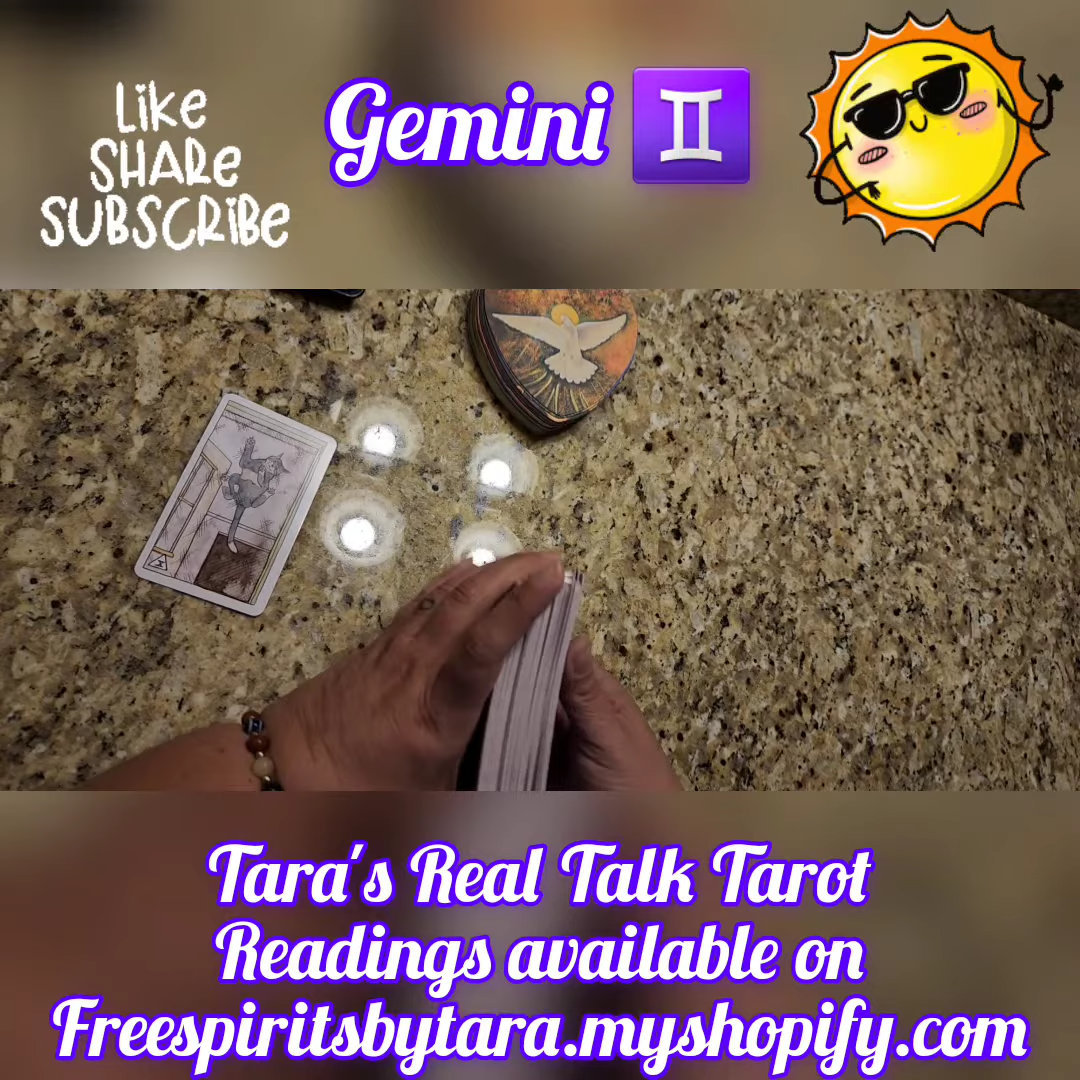 LiKE
SHARe
SUBSCRiBe
Gemini ♊
Tara's Real Talk Tarot
Readings available on
Freespiritsbytara.myshopify.com